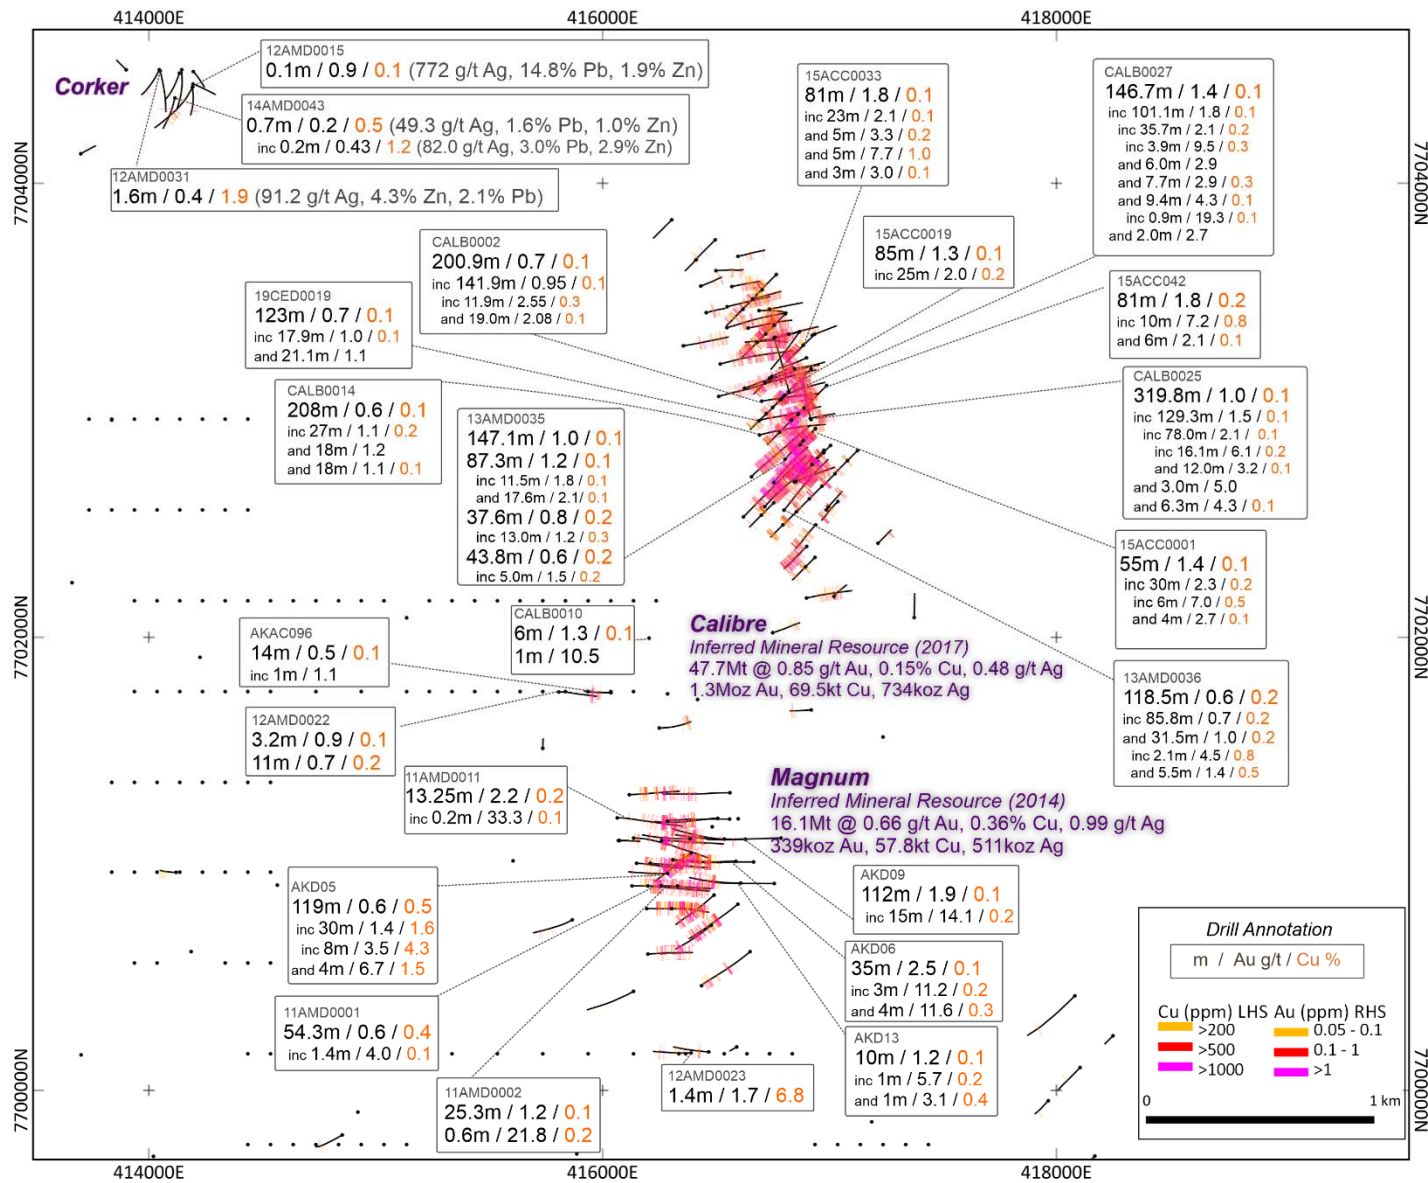 414000E
416000E
418000E
7704000N
7702000N
7700000N
7704000N
7702000N
7700000N
Corker
12AMD0015
0.1m / 0.9 / 0.1 (772 g/t Ag, 14.8% Pb, 1.9% Zn)
14AMD0043
0.7m / 0.2 / 0.5 (49.3 g/t Ag, 1.6% Pb, 1.0% Zn)
inc 0.2m / 0.43 / 1.2 (82.0 g/t Ag, 3.0% Pb, 2.9% Zn)
12AMD0031
1.6m / 0.4 / 1.9 (91.2 g/t Ag, 4.3% Zn, 2.1% Pb)
15ACC0033
81m / 1.8 / 0.1
inc 23m / 2.1 / 0.1
and 5m / 3.3 / 0.2
and 5m / 7.7 / 1.0
and 3m / 3.0 / 0.1
CALB0027
146.7m / 1.4 / 0.1
inc 101.1m / 1.8 / 0.1
inc 35.7m / 2.1 / 0.2
inc 3.9m / 9.5 / 0.3
and 6.0m / 2.9
and 7.7m / 2.9 / 0.3
and 9.4m / 4.3 / 0.1
inc 0.9m / 19.3 / 0.1
and 2.0m / 2.7
15ACC0019
85m / 1.3 / 0.1
inc 25m / 2.0 / 0.2
CALB0002
200.9m / 0.7 / 0.1
inc 141.9m / 0.95 / 0.1
inc 11.9m / 2.55 / 0.3
and 19.0m / 2.08 / 0.1
15ACC042
81m / 1.8 / 0.2
inc 10m / 7.2 / 0.8
and 6m / 2.1 / 0.1
19CED0019
123m / 0.7 / 0.1
inc 17.9m / 1.0 / 0.1
and 21.1m / 1.1
CALB0014
208m / 0.6 / 0.1
inc 27m / 1.1 / 0.2
and 18m / 1.2
and 18m / 1.1 / 0.1
CALB0025
319.8m / 1.0 / 0.1
inc 129.3m / 1.5 / 0.1
inc 78.0m / 2.1 / 0.1
inc 16.1m / 6.1 / 0.2
and 12.0m / 3.2 / 0.1
and 3.0m / 5.0
and 6.3m / 4.3 / 0.1
13AMD0035
147.1m / 1.0 / 0.1
87.3m / 1.2 / 0.1
inc 11.5m / 1.8 / 0.1
and 17.6m / 2.1/ 0.1
37.6m / 0.8 / 0.2
inc 13.0m / 1.2 / 0.3
43.8m / 0.6 / 0.2
inc 5.0m / 1.5 / 0.2
15ACC0001
55m / 1.4 / 0.1
inc 30m / 2.3 / 0.2
inc 6m / 7.0 / 0.5
and 4m / 2.7 / 0.1
CALB0010
6m / 1.3 / 0.1
1m / 10.5
AKAC096
14m / 0.5 / 0.1
inc 1m / 1.1
Calibre
Inferred Mineral Resource (2017)
47.7Mt @ 0.85 g/t Au, 0.15% Cu, 0.48 g/t Ag
1.3Moz Au, 69.5kt Cu, 734koz Ag
13AMD0036
118.5m / 0.6 / 0.2
inc 85.8m / 0.7 / 0.2
and 31.5m / 1.0 / 0.2
inc 2.1m / 4.5 / 0.8
and 5.5m / 1.4 / 0.5
12AMD0022
3.2m / 0.9 / 0.1
11m / 0.7 / 0.2
11AMD0011
13.25m / 2.2 / 0.2
inc 0.2m / 33.3 / 0.1
Magnum
Inferred Mineral Resource (2014)
16.1Mt @ 0.66 g/t Au, 0.36% Cu, 0.99 g/t Ag
339koz Au, 57.8kt Cu, 511koz Ag
AKD05
119m / 0.6 / 0.5
inc 30m / 1.4 / 1.6
inc 8m / 3.5 / 4.3
and 4m / 6.7 / 1.5
AKD09
112m / 1.9 / 0.1
inc 15m / 14.1 / 0.2
AKD06
35m / 2.5 / 0.1
inc 3m / 11.2 / 0.2
and 4m / 11.6 / 0.3
11AMD0001
54.3m / 0.6 / 0.4
inc 1.4m / 4.0 / 0.1
AKD13
10m / 1.2 / 0.1
inc 1m / 5.7 / 0.2
and 1m / 3.1 / 0.4
12AMD0023
1.4m / 1.7 / 6.8
11AMD0002
25.3m / 1.2 / 0.1
0.6m / 21.8 / 0.2
Drill Annotation
m / Au g/t / Cu %
Cu (ppm) LHS Au (ppm) RHS
>200 0.05 - 0.1
>500 0.1 - 1
>1000 >1
0 1 km
414000E
416000E
418000E